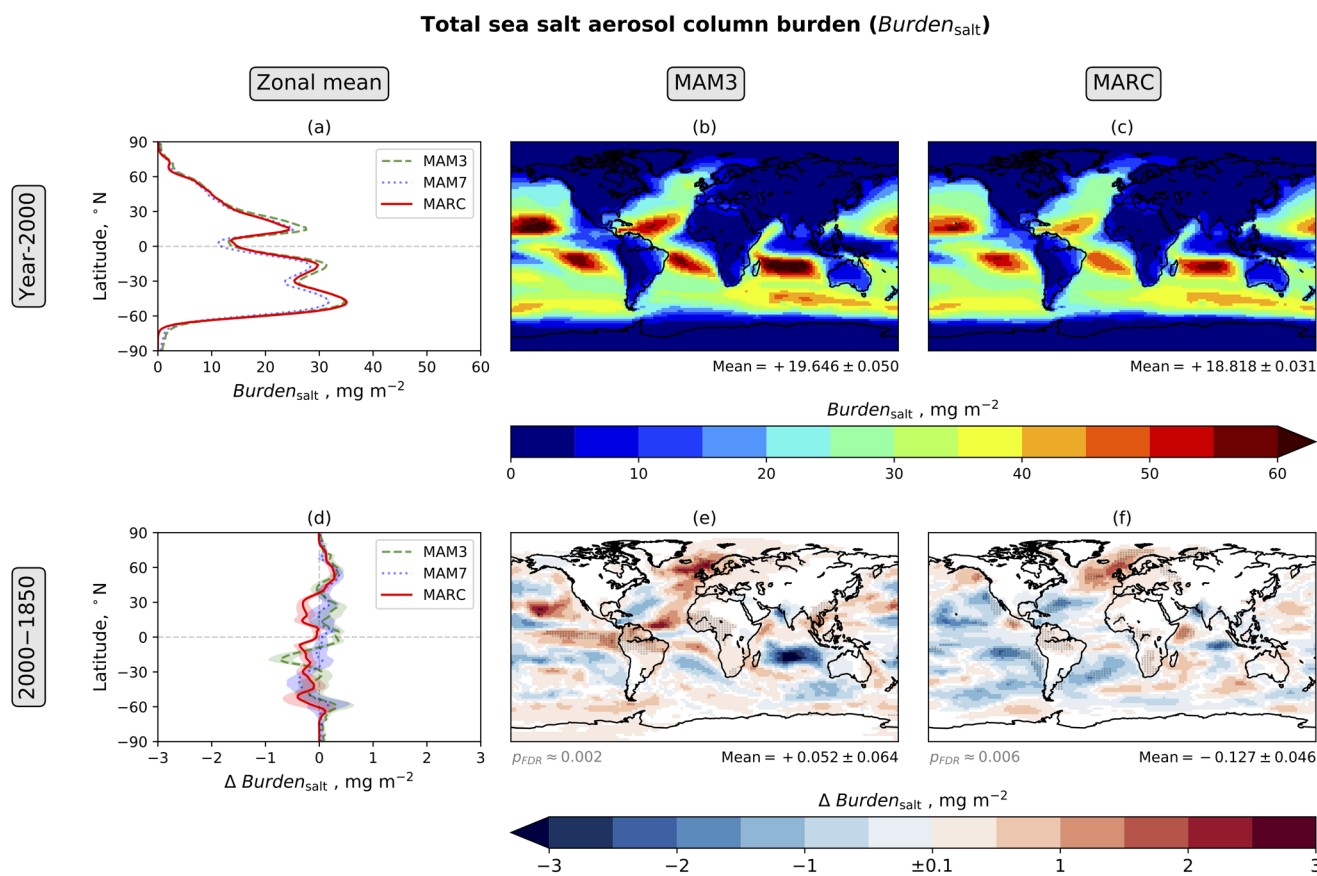 Total sea salt aerosol column burden (Burden_salt)
Zonal mean
MAM3
MARC
Year-2000
(a)
90
60
30
0
−30
−60
−90
Latitude, °N
MAM3
MAM7
MARC
0 10 20 30 40 50 60
Burden_salt , mg m⁻²
(b)
Mean = +19.646 ± 0.050
(c)
Mean = +18.818 ± 0.031
Burden_salt , mg m⁻²
0 10 20 30 40 50 60
2000−1850
(d)
90
60
30
0
−30
−60
−90
Latitude, °N
MAM3
MAM7
MARC
−3 −2 −1 0 1 2 3
Δ Burden_salt , mg m⁻²
(e)
p_FDR ≈ 0.002
Mean = +0.052 ± 0.064
(f)
p_FDR ≈ 0.006
Mean = −0.127 ± 0.046
Δ Burden_salt , mg m⁻²
−3 −2 −1 ±0.1 1 2 3